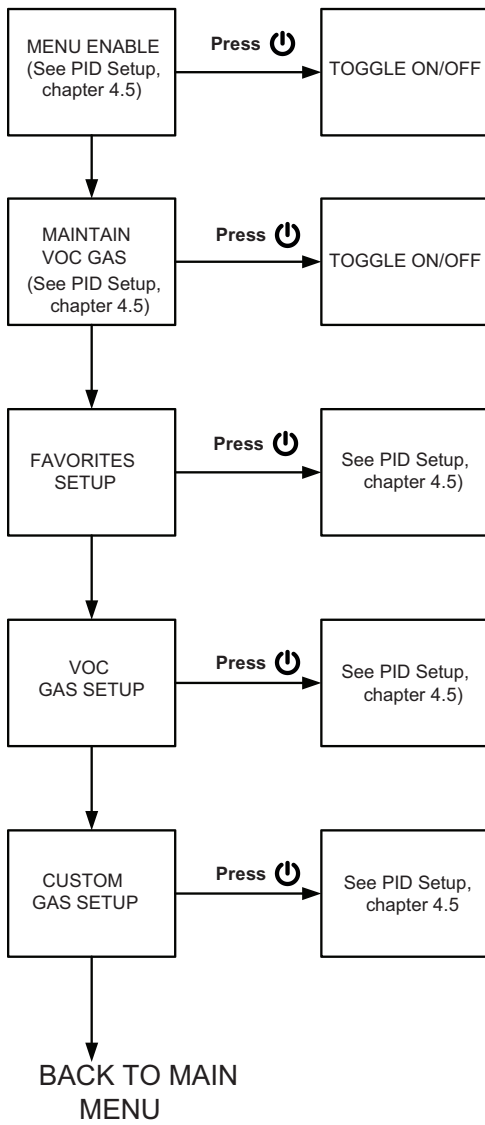 MENU ENABLE
(See PID Setup,
chapter 4.5)
Press
TOGGLE ON/OFF
MAINTAIN
VOC GAS
(See PID Setup,
chapter 4.5)
Press
TOGGLE ON/OFF
FAVORITES
SETUP
Press
See PID Setup,
chapter 4.5)
VOC
GAS SETUP
Press
See PID Setup,
chapter 4.5)
CUSTOM
GAS SETUP
Press
See PID Setup,
chapter 4.5
BACK TO MAIN
MENU